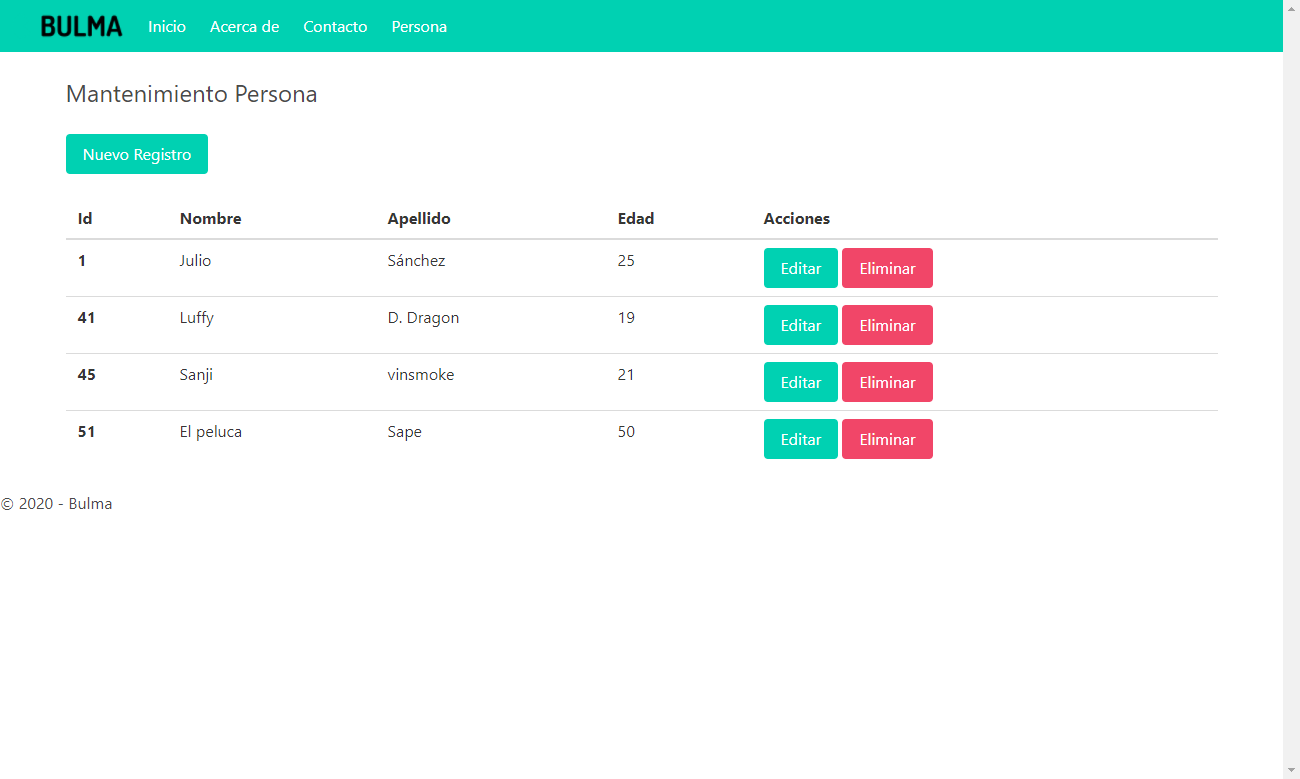 BULMA Inicio Acerca de Contacto Persona
Mantenimiento Persona
Nuevo Registro
Id Nombre Apellido Edad Acciones
1 Julio Sánchez 25 Editar Eliminar
41 Luffy D. Dragon 19 Editar Eliminar
45 Sanji vinsmoke 21 Editar Eliminar
51 El peluca Sape 50 Editar Eliminar
© 2020 - Bulma